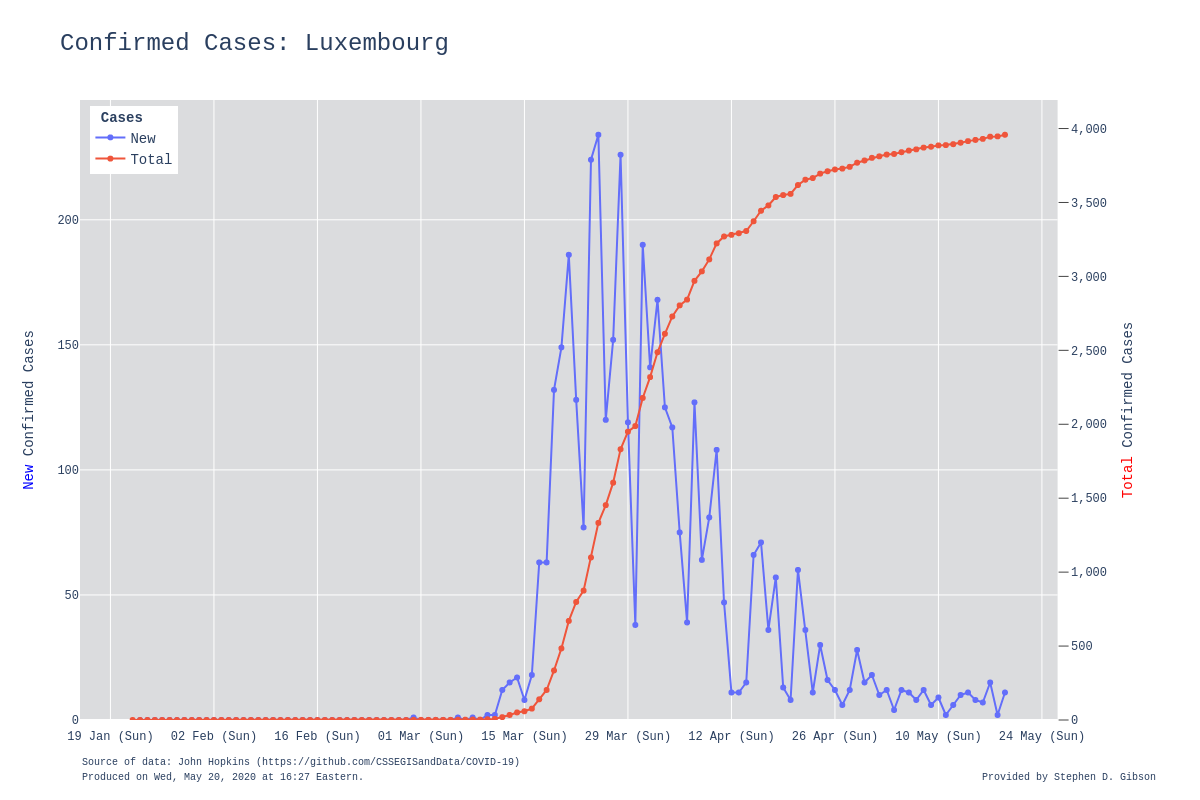 Confirmed Cases: Luxembourg
Cases
New
Total
200
150
100
50
0
New Confirmed Cases
4,000
3,500
3,000
2,500
2,000
1,500
1,000
500
0
Total Confirmed Cases
19 Jan (Sun) 02 Feb (Sun) 16 Feb (Sun) 01 Mar (Sun) 15 Mar (Sun) 29 Mar (Sun) 12 Apr (Sun) 26 Apr (Sun) 10 May (Sun) 24 May (Sun)
Source of data: John Hopkins (https://github.com/CSSEGISandData/COVID-19)
Produced on Wed, May 20, 2020 at 16:27 Eastern.
Provided by Stephen D. Gibson